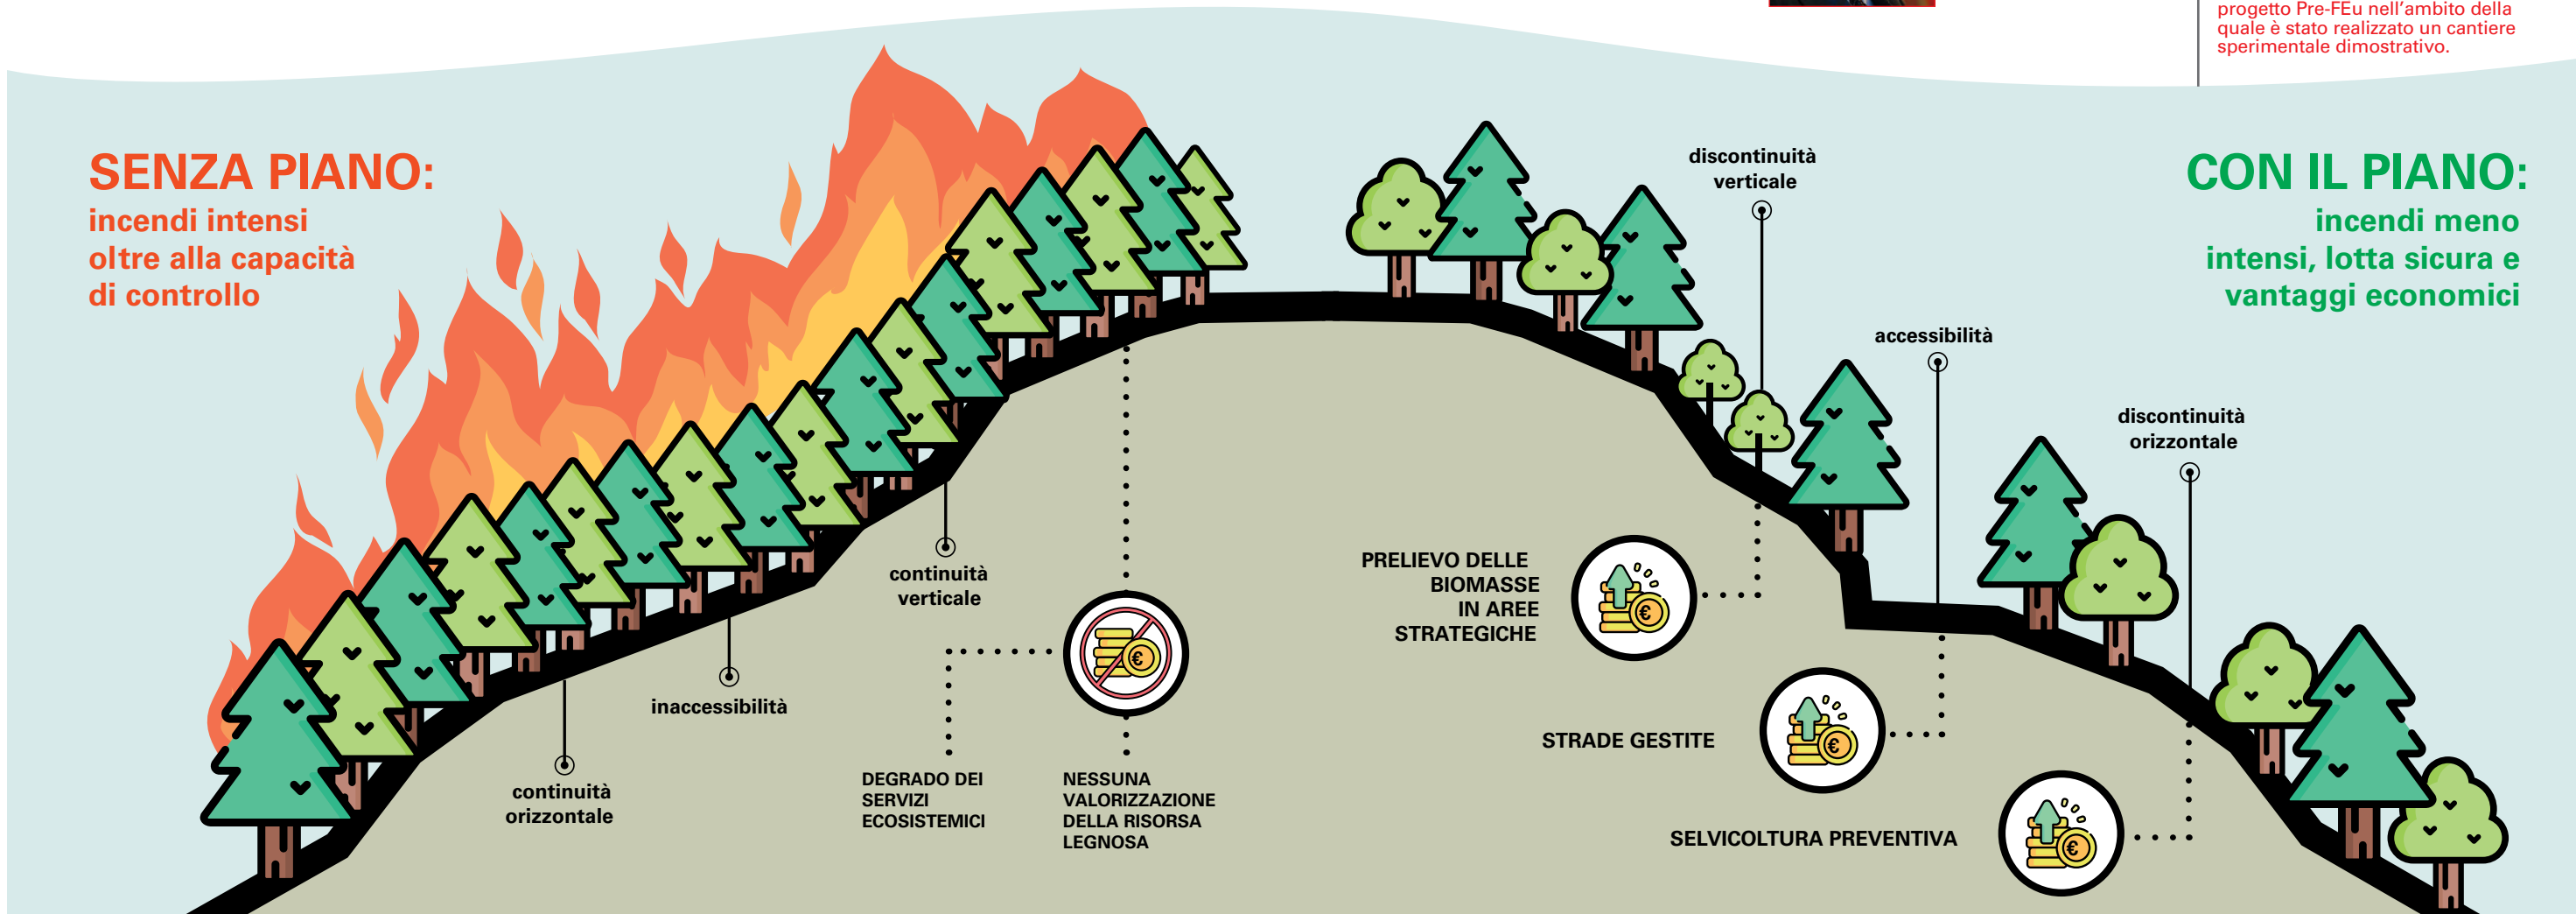 progetto Pre-FEu nell'ambito della
quale è stato realizzato un cantiere
sperimentale dimostrativo.
SENZA PIANO:
incendi intensi
oltre alla capacità
di controllo
continuità
verticale
inaccessibilità
continuità
orizzontale
DEGRADO DEI
SERVIZI
ECOSISTEMICI
NESSUNA
VALORIZZAZIONE
DELLA RISORSA
LEGNOSA
€
CON IL PIANO:
incendi meno
intensi, lotta sicura e
vantaggi economici
discontinuità
verticale
accessibilità
discontinuità
orizzontale
PRELIEVO DELLE
BIOMASSE
IN AREE
STRATEGICHE
€
STRADE GESTITE
€
SELVICOLTURA PREVENTIVA
€